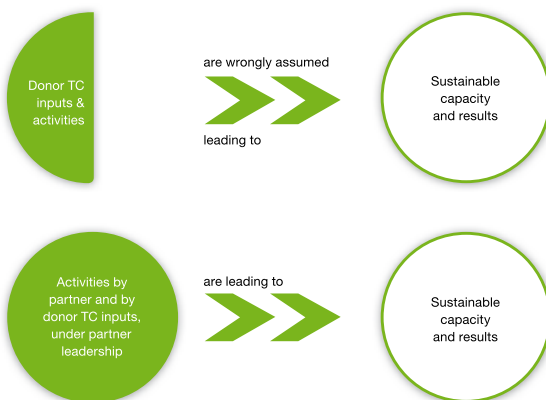 Donor TC
inputs &
activities
are wrongly assumed
leading to
Sustainable
capacity
and results
Activities by
partner and by
donor TC inputs,
under partner
leadership
are leading to
Sustainable
capacity
and results